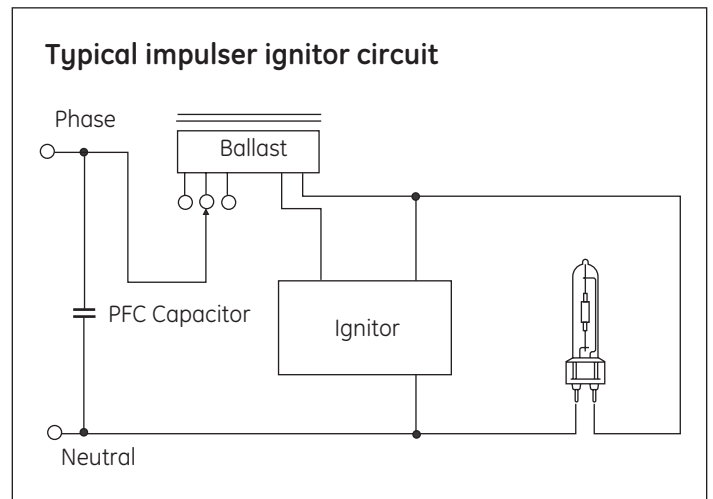 Typical impulser ignitor circuit
Phase
Ballast
PFC Capacitor
Ignitor
Neutral